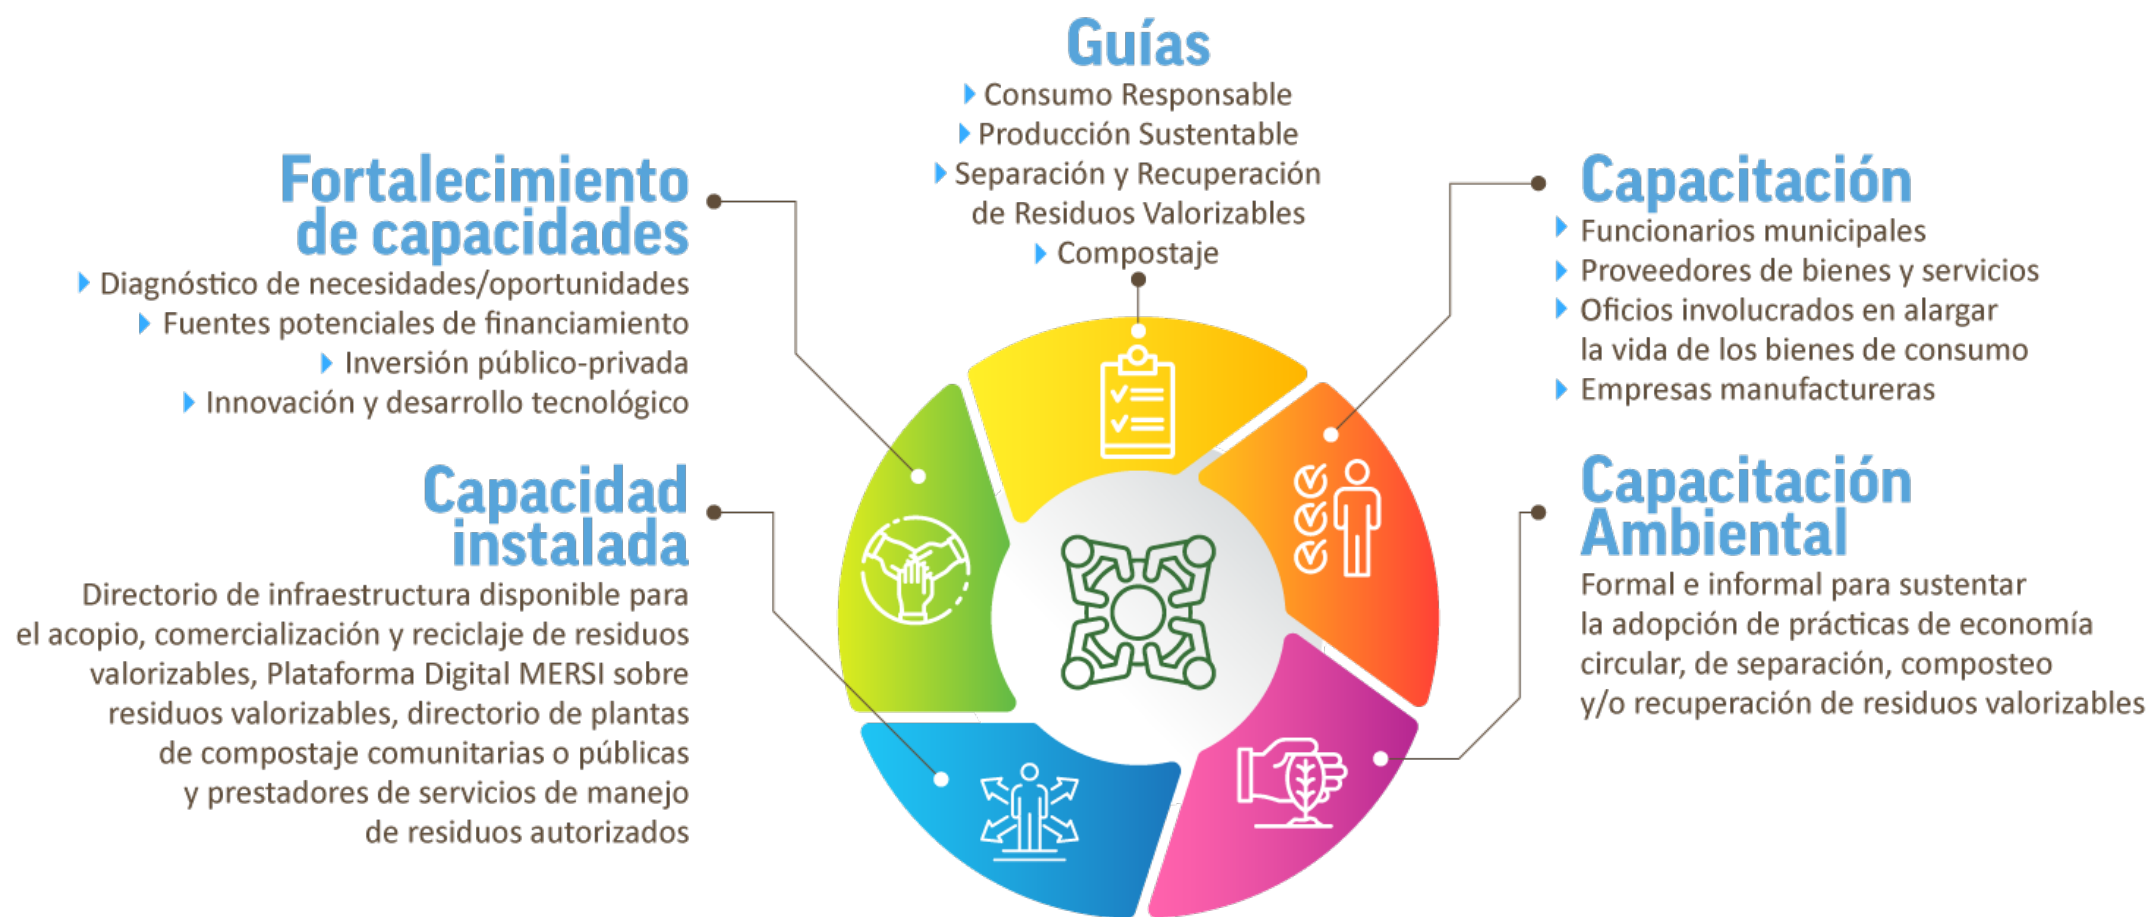 Guías
Consumo Responsable
Producción Sustentable
Separación y Recuperación
de Residuos Valorizables
Compostaje
Fortalecimiento
de capacidades
Diagnóstico de necesidades/oportunidades
Fuentes potenciales de financiamiento
Inversión público-privada
Innovación y desarrollo tecnológico
Capacidad
instalada
Directorio de infraestructura disponible para
el acopio, comercialización y reciclaje de residuos
valorizables, Plataforma Digital MERSI sobre
residuos valorizables, directorio de plantas
de compostaje comunitarias o públicas
y prestadores de servicios de manejo
de residuos autorizados
Capacitación
Funcionarios municipales
Proveedores de bienes y servicios
Oficios involucrados en alargar
la vida de los bienes de consumo
Empresas manufactureras
Capacitación
Ambiental
Formal e informal para sustentar
la adopción de prácticas de economía
circular, de separación, composteo
y/o recuperación de residuos valorizables